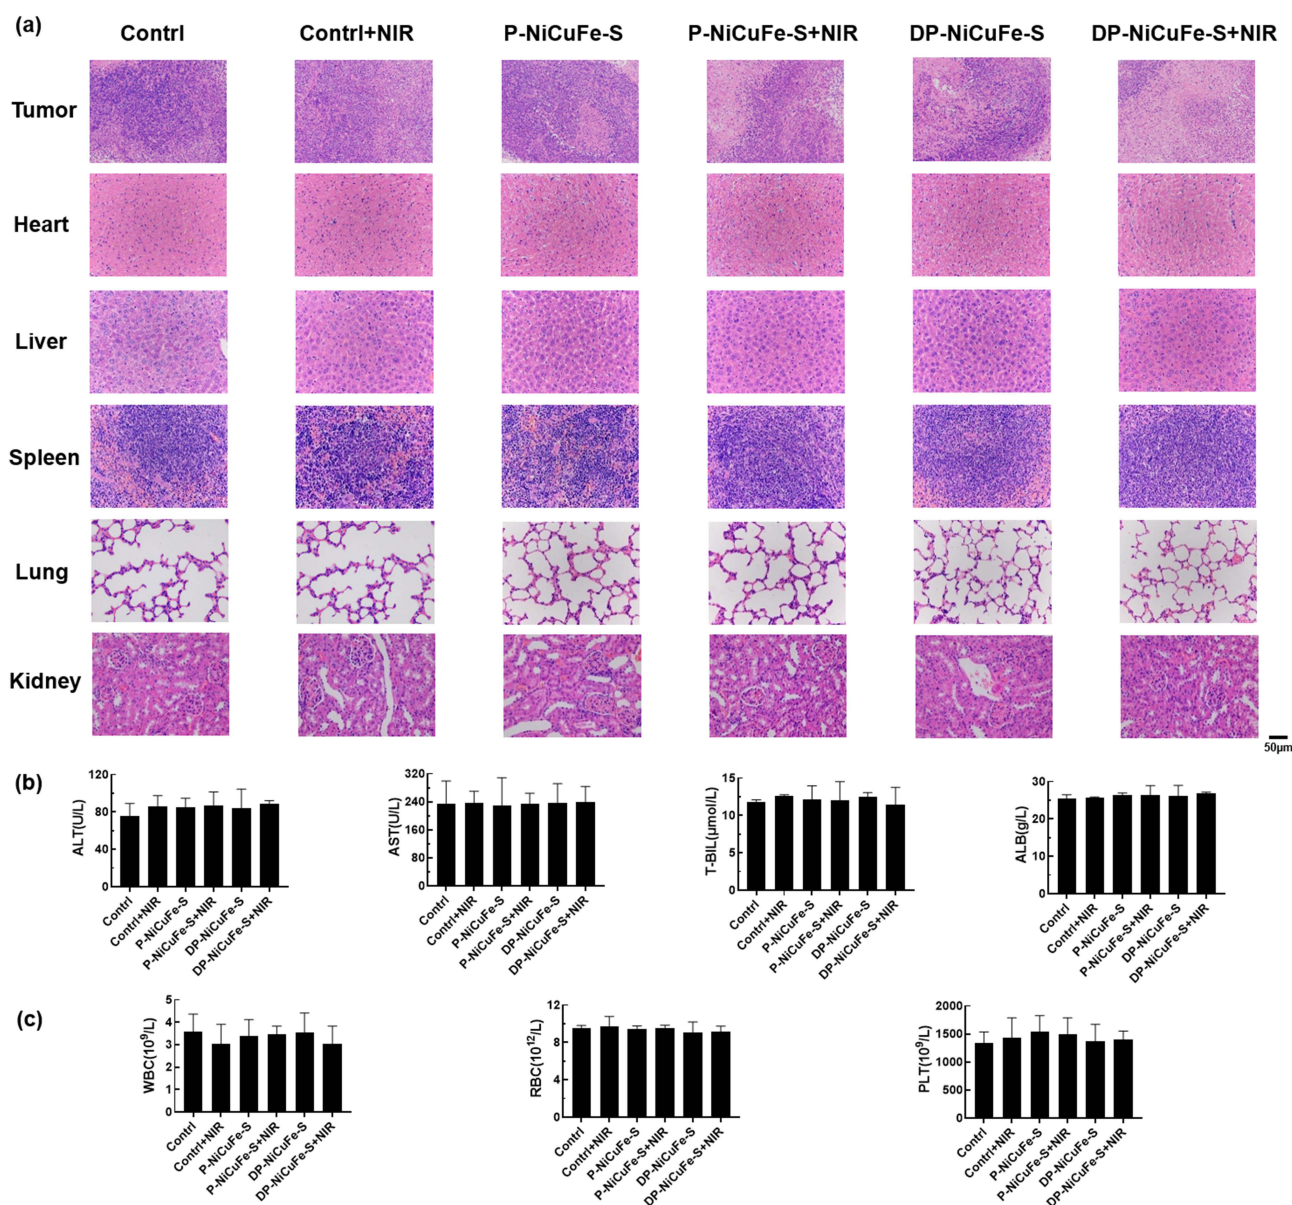 (a)
Contrl Contrl+NIR P-NiCuFe-S P-NiCuFe-S+NIR DP-NiCuFe-S DP-NiCuFe-S+NIR
Tumor
Heart
Liver
Spleen
Lung
Kidney
50μm
(b)
ALT(U/L)
120
80
40
0
Contrl
Contrl+NIR
P-NiCuFe-S
P-NiCuFe-S+NIR
DP-NiCuFe-S
DP-NiCuFe-S+NIR
AST(U/L)
320
240
160
80
0
Contrl
Contrl+NIR
P-NiCuFe-S
P-NiCuFe-S+NIR
DP-NiCuFe-S
DP-NiCuFe-S+NIR
T-BIL(μmol/L)
15
10
5
0
Contrl
Contrl+NIR
P-NiCuFe-S
P-NiCuFe-S+NIR
DP-NiCuFe-S
DP-NiCuFe-S+NIR
ALB(g/L)
30
20
10
0
Contrl
Contrl+NIR
P-NiCuFe-S
P-NiCuFe-S+NIR
DP-NiCuFe-S
DP-NiCuFe-S+NIR
(c)
WBC(10⁹/L)
5
4
3
2
1
0
Contrl
Contrl+NIR
P-NiCuFe-S
P-NiCuFe-S+NIR
DP-NiCuFe-S
DP-NiCuFe-S+NIR
RBC(10¹²/L)
12
9
6
3
0
Contrl
Contrl+NIR
P-NiCuFe-S
P-NiCuFe-S+NIR
DP-NiCuFe-S
DP-NiCuFe-S+NIR
PLT(10⁹/L)
2000
1500
1000
500
0
Contrl
Contrl+NIR
P-NiCuFe-S
P-NiCuFe-S+NIR
DP-NiCuFe-S
DP-NiCuFe-S+NIR